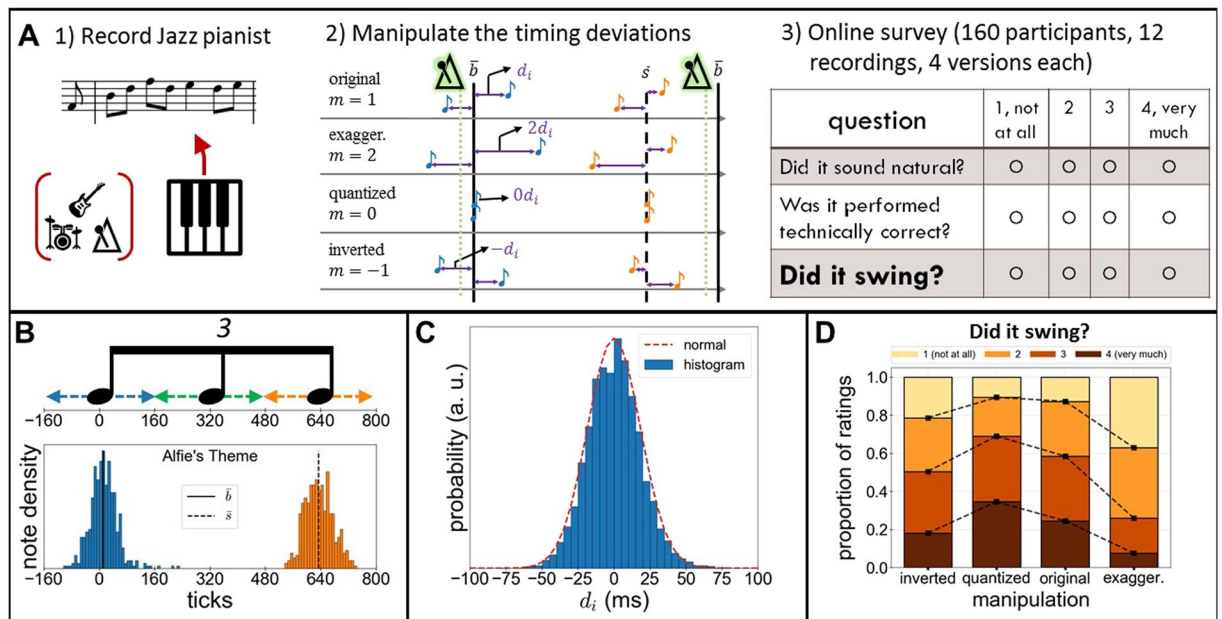 A
1) Record Jazz pianist
2) Manipulate the timing deviations
original
m = 1
exagger.
m = 2
quantized
m = 0
inverted
m = −1
b̄
s̄
b̄
dᵢ
2dᵢ
0dᵢ
−dᵢ
3) Online survey (160 participants, 12
recordings, 4 versions each)
question
1, not
at all
2
3
4, very
much
Did it sound natural?
Was it performed
technically correct?
Did it swing?
B
3
−160 0 160 320 480 640 800
note density
Alfie's Theme
b̄
s̄
−160 0 160 320 480 640 800
ticks
C
probability (a. u.)
normal
histogram
−100 −75 −50 −25 0 25 50 75 100
dᵢ (ms)
D
Did it swing?
1 (not at all) 2 3 4 (very much)
proportion of ratings
1.0
0.8
0.6
0.4
0.2
0.0
inverted quantized original exagger.
manipulation